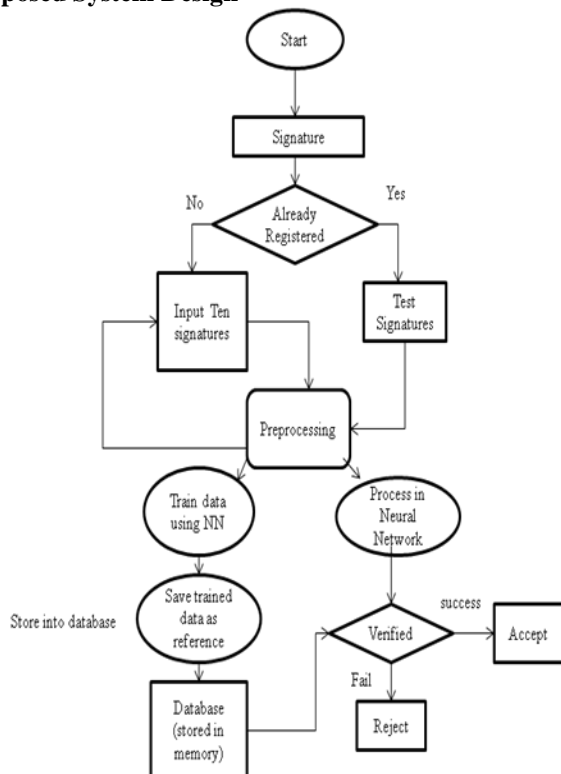 posed System Design
Start
Signature
No
Yes
Already
Registered
Input Ten
signatures
Test
Signatures
Preprocessing
Train data
using NN
Process in
Neural
Network
Store into database
Save trained
data as
reference
success
Verified
Accept
Fail
Database
(stored in
memory)
Reject